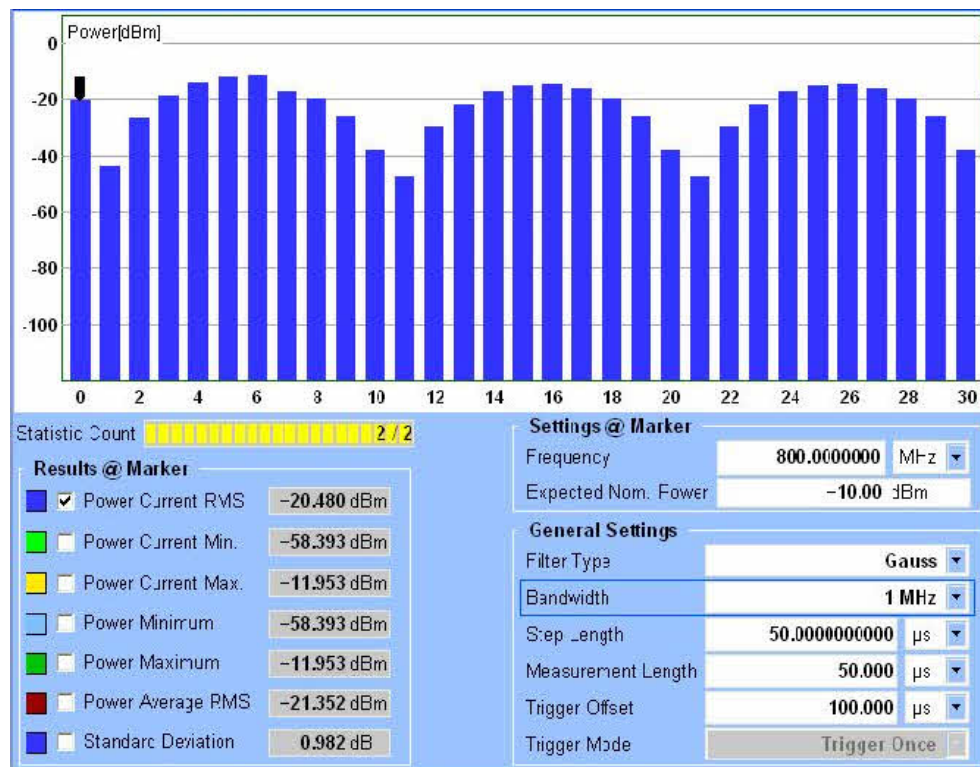 Power[dBm]
0
-20
-40
-60
-80
-100
0 2 4 6 8 10 12 14 16 18 20 22 24 26 28 30
Statistic Count 2 / 2
Results @ Marker
Power Current RMS −20.480 dBm
Power Current Min. −58.393 dBm
Power Current Max. −11.953 dBm
Power Minimum −58.393 dBm
Power Maximum −11.953 dBm
Power Average RMS −21.352 dBm
Standard Deviation 0.982 dB
Settings @ Marker
Frequency 800.0000000 MHz
Expected Nom. Power −10.00 dBm
General Settings
Filter Type Gauss
Bandwidth 1 MHz
Step Length 50.0000000000 µs
Measurement Length 50.000 µs
Trigger Offset 100.000 µs
Trigger Mode Trigger Once